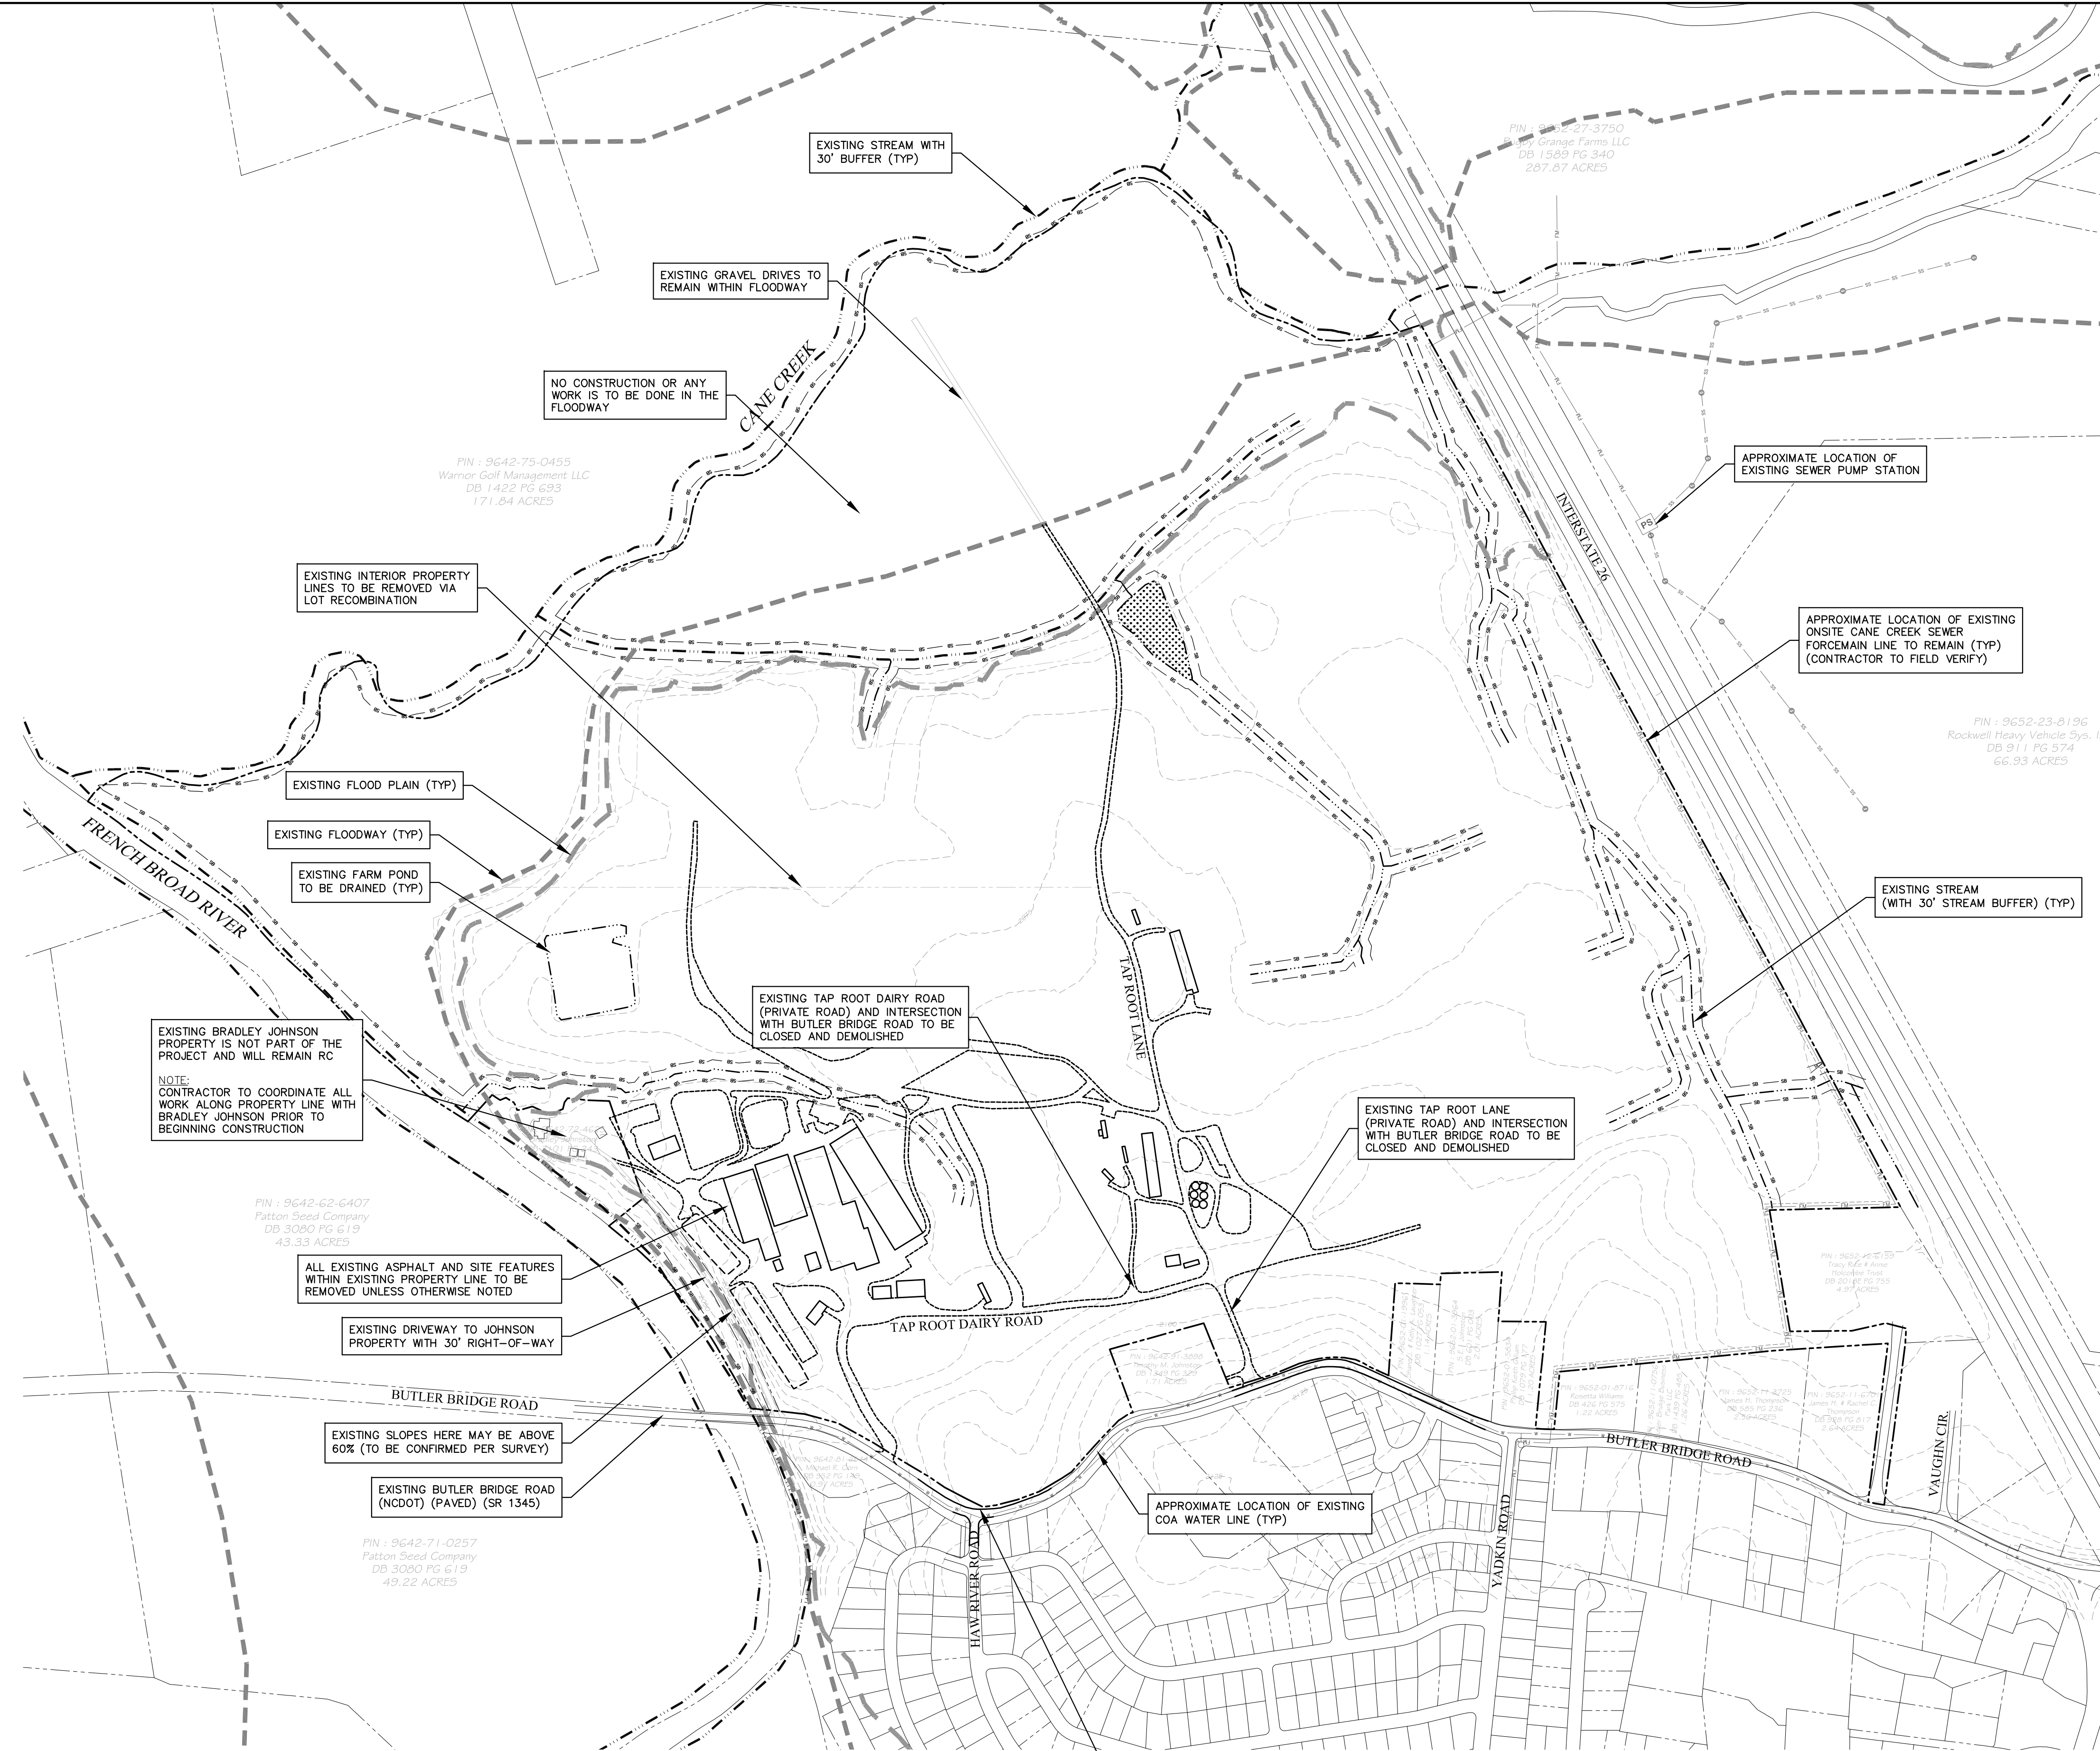 PIN : 9652-27-3750
Rugby Grange Farms LLC
DB 1589 PG 340
287.87 ACRES
EXISTING STREAM WITH
30' BUFFER (TYP)
EXISTING GRAVEL DRIVES TO
REMAIN WITHIN FLOODWAY
CANE CREEK
NO CONSTRUCTION OR ANY
WORK IS TO BE DONE IN THE
FLOODWAY
PIN : 9642-75-0455
Warrior Golf Management LLC
DB 1422 PG 693
171.84 ACRES
APPROXIMATE LOCATION OF
EXISTING SEWER PUMP STATION
PS
INTERSTATE 26
EXISTING INTERIOR PROPERTY
LINES TO BE REMOVED VIA
LOT RECOMBINATION
APPROXIMATE LOCATION OF EXISTING
ONSITE CANE CREEK SEWER
FORCEMAIN LINE TO REMAIN (TYP)
(CONTRACTOR TO FIELD VERIFY)
PIN : 9652-23-8196
Rockwell Heavy Vehicle Sys.
DB 911 PG 574
66.93 ACRES
EXISTING FLOOD PLAIN (TYP)
EXISTING FLOODWAY (TYP)
EXISTING FARM POND
TO BE DRAINED (TYP)
FRENCH BROAD RIVER
EXISTING STREAM
(WITH 30' STREAM BUFFER) (TYP)
TAP ROOT LANE
EXISTING TAP ROOT DAIRY ROAD
(PRIVATE ROAD) AND INTERSECTION
WITH BUTLER BRIDGE ROAD TO BE
CLOSED AND DEMOLISHED
EXISTING BRADLEY JOHNSON
PROPERTY IS NOT PART OF THE
PROJECT AND WILL REMAIN RC
NOTE:
CONTRACTOR TO COORDINATE ALL
WORK ALONG PROPERTY LINE WITH
BRADLEY JOHNSON PRIOR TO
BEGINNING CONSTRUCTION
EXISTING TAP ROOT LANE
(PRIVATE ROAD) AND INTERSECTION
WITH BUTLER BRIDGE ROAD TO BE
CLOSED AND DEMOLISHED
PIN : 9642-62-6407
Patton Seed Company
DB 3080 PG 619
43.33 ACRES
ALL EXISTING ASPHALT AND SITE FEATURES
WITHIN EXISTING PROPERTY LINE TO BE
REMOVED UNLESS OTHERWISE NOTED
EXISTING DRIVEWAY TO JOHNSON
PROPERTY WITH 30' RIGHT-OF-WAY
TAP ROOT DAIRY ROAD
4.97 ACRES
BUTLER BRIDGE ROAD
EXISTING SLOPES HERE MAY BE ABOVE
60% (TO BE CONFIRMED PER SURVEY)
EXISTING BUTLER BRIDGE ROAD
(NCDOT) (PAVED) (SR 1345)
APPROXIMATE LOCATION OF EXISTING
COA WATER LINE (TYP)
BUTLER BRIDGE ROAD
VAUGHN CIR.
YADKIN ROAD
HAW RIVER ROAD
PIN : 9642-71-0257
Patton Seed Company
DB 3080 PG 619
49.22 ACRES